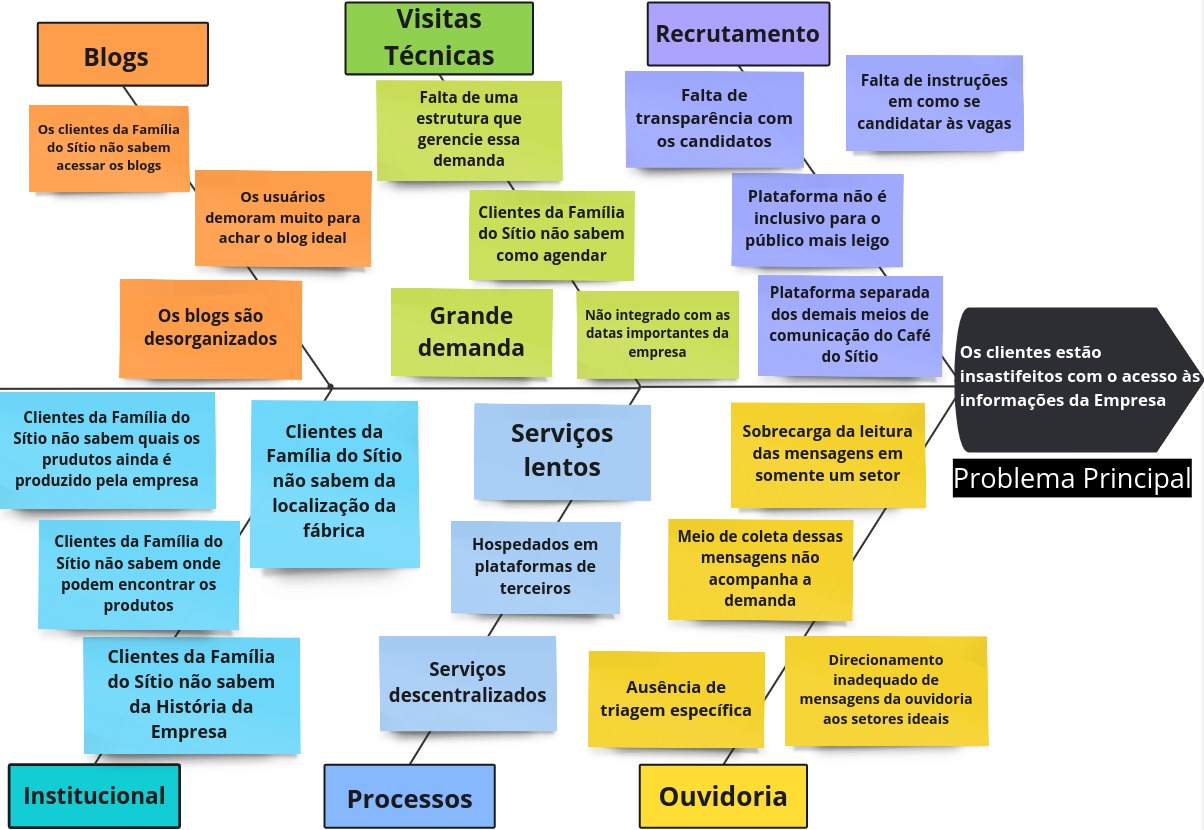 Blogs
Os clientes da Família
do Sítio não sabem
acessar os blogs
Os usuários
demoram muito para
achar o blog ideal
Os blogs são
desorganizados
Visitas
Técnicas
Falta de uma
estrutura que
gerencie essa
demanda
Clientes da Família
do Sítio não sabem
como agendar
Grande
demanda
Não integrado com as
datas importantes da
empresa
Recrutamento
Falta de
transparência com
os candidatos
Falta de instruções
em como se
candidatar às vagas
Plataforma não é
inclusivo para o
público mais leigo
Plataforma separada
dos demais meios de
comunicação do Café
do Sítio
Os clientes estão
insastifeitos com o acesso às
informações da Empresa
Problema Principal
Clientes da Família do
Sítio não sabem quais os
prudutos ainda é
produzido pela empresa
Clientes da
Família do Sítio
não sabem da
localização da
fábrica
Clientes da Família do
Sítio não sabem onde
podem encontrar os
produtos
Clientes da Família
do Sítio não sabem
da História da
Empresa
Institucional
Serviços
lentos
Hospedados em
plataformas de
terceiros
Serviços
descentralizados
Processos
Sobrecarga da leitura
das mensagens em
somente um setor
Meio de coleta dessas
mensagens não
acompanha a
demanda
Ausência de
triagem específica
Direcionamento
inadequado de
mensagens da ouvidoria
aos setores ideais
Ouvidoria